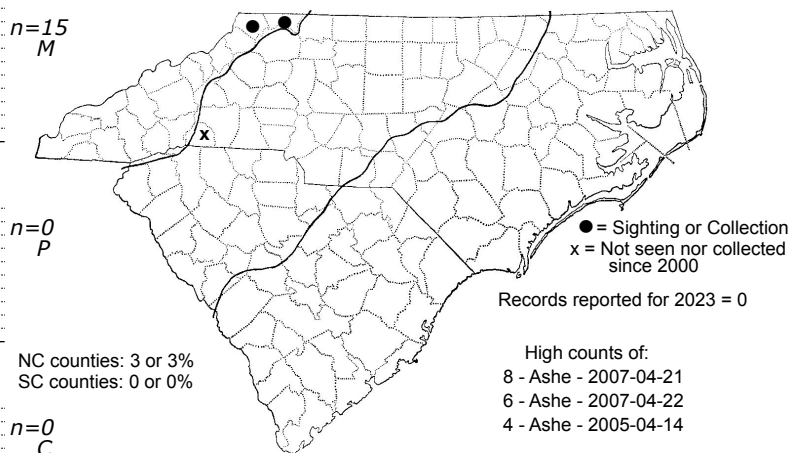 n=15
M
x
n=0
P
● = Sighting or Collection
x = Not seen nor collected
since 2000
Records reported for 2023 = 0
NC counties: 3 or 3%
SC counties: 0 or 0%
High counts of:
8 - Ashe - 2007-04-21
6 - Ashe - 2007-04-22
4 - Ashe - 2005-04-14
n=0
C